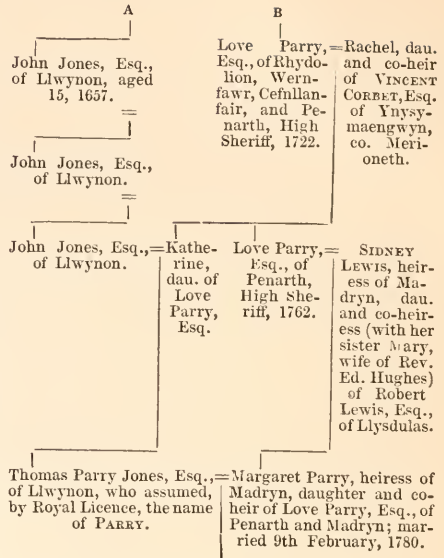 A
B
John Jones, Esq.,
of Llwynon, aged
15, 1657.
=
Love Parry,=
Esq., of Rhydo-
lion, Wern-
fawr, Cefnllan-
fair, and Pe-
narth, High
Sheriff, 1722.
Rachel, dau.
and co-heir
of VINCENT
CORBET, Esq.
of Ynysy-
maengwyn,
co. Meri-
oneth.
John Jones, Esq.,
of Llwynon.
=
John Jones, Esq.,=
of Llwynon.
Kathe-
rine,
dau. of
Love
Parry,
Esq.
Love Parry,=
Esq., of
Penarth,
High She-
riff, 1762.
SIDNEY
LEWIS, heir-
ess of Ma-
dryn, dau.
and co-heir-
ess (with her
sister Mary,
wife of Rev.
Ed. Hughes)
of Robert
Lewis, Esq.,
of Llysdulas.
Thomas Parry Jones, Esq.,=
of Llwynon, who assumed,
by Royal Licence, the name
of PARRY.
Margaret Parry, heiress of
Madryn, daughter and co-
heir of Love Parry, Esq., of
Penarth and Madryn; mar-
ried 9th February, 1780.